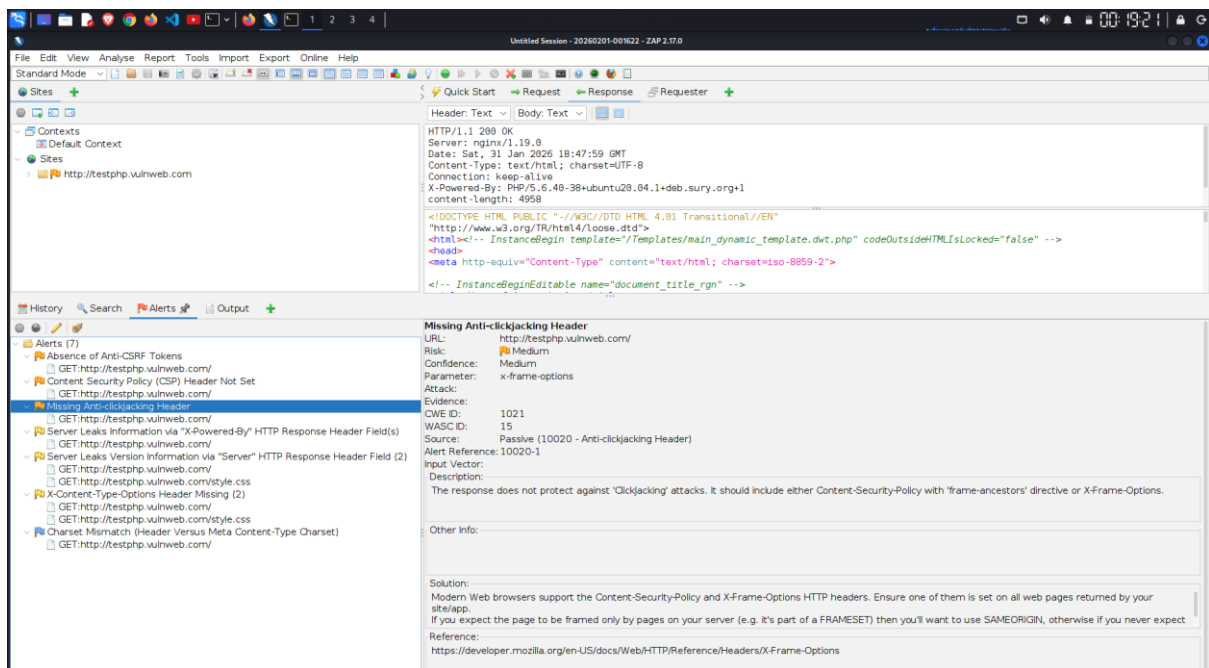 1 2 3 4
00:19:21
Untitled Session - 20260201-001622 - ZAP 2.17.0
File Edit View Analyse Report Tools Import Export Online Help
Standard Mode
Sites
Quick Start Request Response Requester
Header: Text Body: Text
Contexts
Default Context
Sites
http://testphp.vulnweb.com
HTTP/1.1 200 OK
Server: nginx/1.19.0
Date: Sat, 31 Jan 2026 18:47:59 GMT
Content-Type: text/html; charset=UTF-8
Connection: keep-alive
X-Powered-By: PHP/5.6.40-38+ubuntu20.04.1+deb.sury.org+1
content-length: 4958
<!DOCTYPE HTML PUBLIC "-//W3C//DTD HTML 4.01 Transitional//EN"
"http://www.w3.org/TR/html4/loose.dtd">
<html><!-- InstanceBegin template="/Templates/main_dynamic_template.dwt.php" codeOutsideHTMLIsLocked="false" -->
<head>
<meta http-equiv="Content-Type" content="text/html; charset=iso-8859-2">
<!-- InstanceBeginEditable name="document_title_rgn" -->
History Search Alerts Output
Alerts (7)
Absence of Anti-CSRF Tokens
GET:http://testphp.vulnweb.com/
Content Security Policy (CSP) Header Not Set
GET:http://testphp.vulnweb.com/
Missing Anti-clickjacking Header
GET:http://testphp.vulnweb.com/
Server Leaks Information via "X-Powered-By" HTTP Response Header Field(s)
GET:http://testphp.vulnweb.com/
Server Leaks Version Information via "Server" HTTP Response Header Field (2)
GET:http://testphp.vulnweb.com/
GET:http://testphp.vulnweb.com/style.css
X-Content-Type-Options Header Missing (2)
GET:http://testphp.vulnweb.com/
GET:http://testphp.vulnweb.com/style.css
Charset Mismatch (Header Versus Meta Content-Type Charset)
GET:http://testphp.vulnweb.com/
Missing Anti-clickjacking Header
URL: http://testphp.vulnweb.com/
Risk: Medium
Confidence: Medium
Parameter: x-frame-options
Attack:
Evidence:
CWE ID: 1021
WASC ID: 15
Source: Passive (10020 - Anti-clickjacking Header)
Alert Reference: 10020-1
Input Vector:
Description:
The response does not protect against 'ClickJacking' attacks. It should include either Content-Security-Policy with 'frame-ancestors' directive or X-Frame-Options.
Other Info:
Solution:
Modern Web browsers support the Content-Security-Policy and X-Frame-Options HTTP headers. Ensure one of them is set on all web pages returned by your
site/app.
If you expect the page to be framed only by pages on your server (e.g. it's part of a FRAMESET) then you'll want to use SAMEORIGIN, otherwise if you never expect
Reference:
https://developer.mozilla.org/en-US/docs/Web/HTTP/Reference/Headers/X-Frame-Options